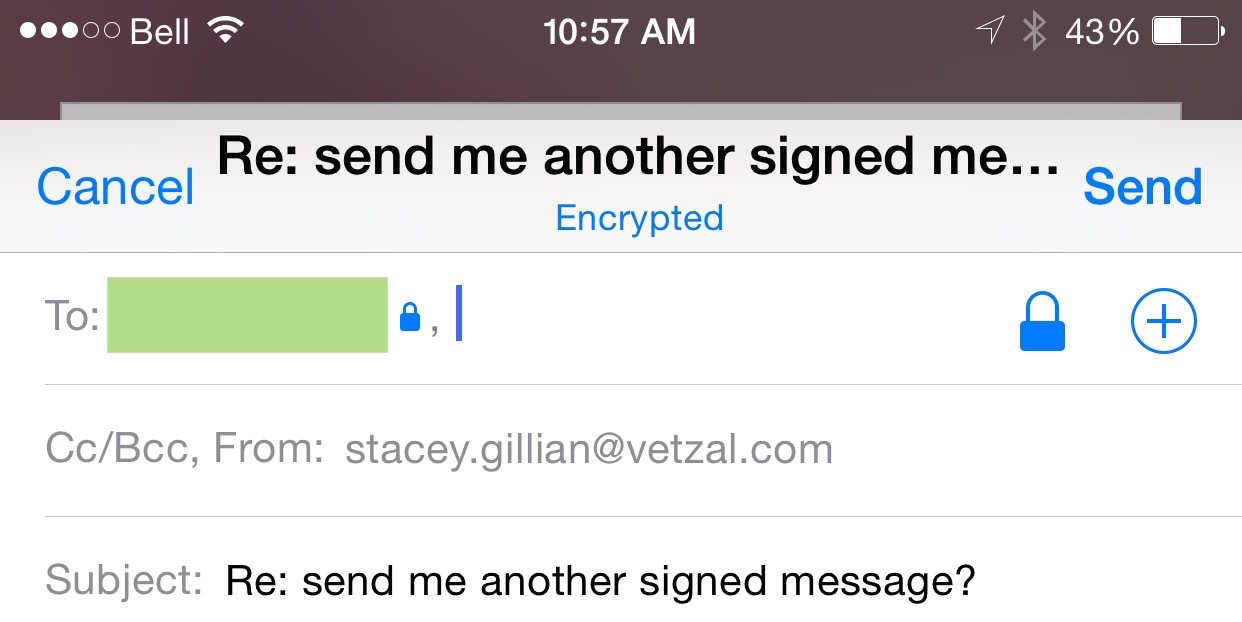 Bell 10:57 AM 43%
Cancel Re: send me another signed me... Send
Encrypted
To: ,
Cc/Bcc, From: stacey.gillian@vetzal.com
Subject: Re: send me another signed message?